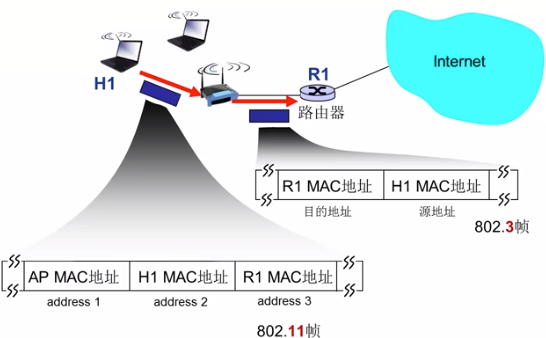 H1
R1
路由器
Internet
R1 MAC地址
H1 MAC地址
目的地址
源地址
802.3帧
AP MAC地址
H1 MAC地址
R1 MAC地址
address 1
address 2
address 3
802.11帧